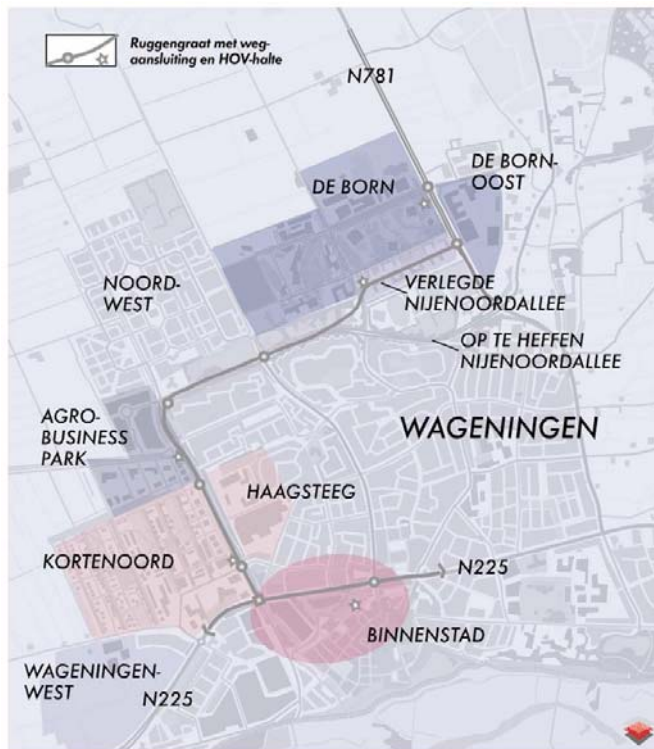 Ruggengraat met weg-
aansluiting en HOV-halte
N781
DE BORN-
OOST
DE BORN
NOORD-
WEST
VERLEGDE
NIJENOORDALLEE
OP TE HEFFEN
NIJENOORDALLEE
AGRO-
BUSINESS
PARK
WAGENINGEN
HAAGSTEEG
KORTENOORD
N225
BINNENSTAD
WAGENINGEN-
WEST
N225